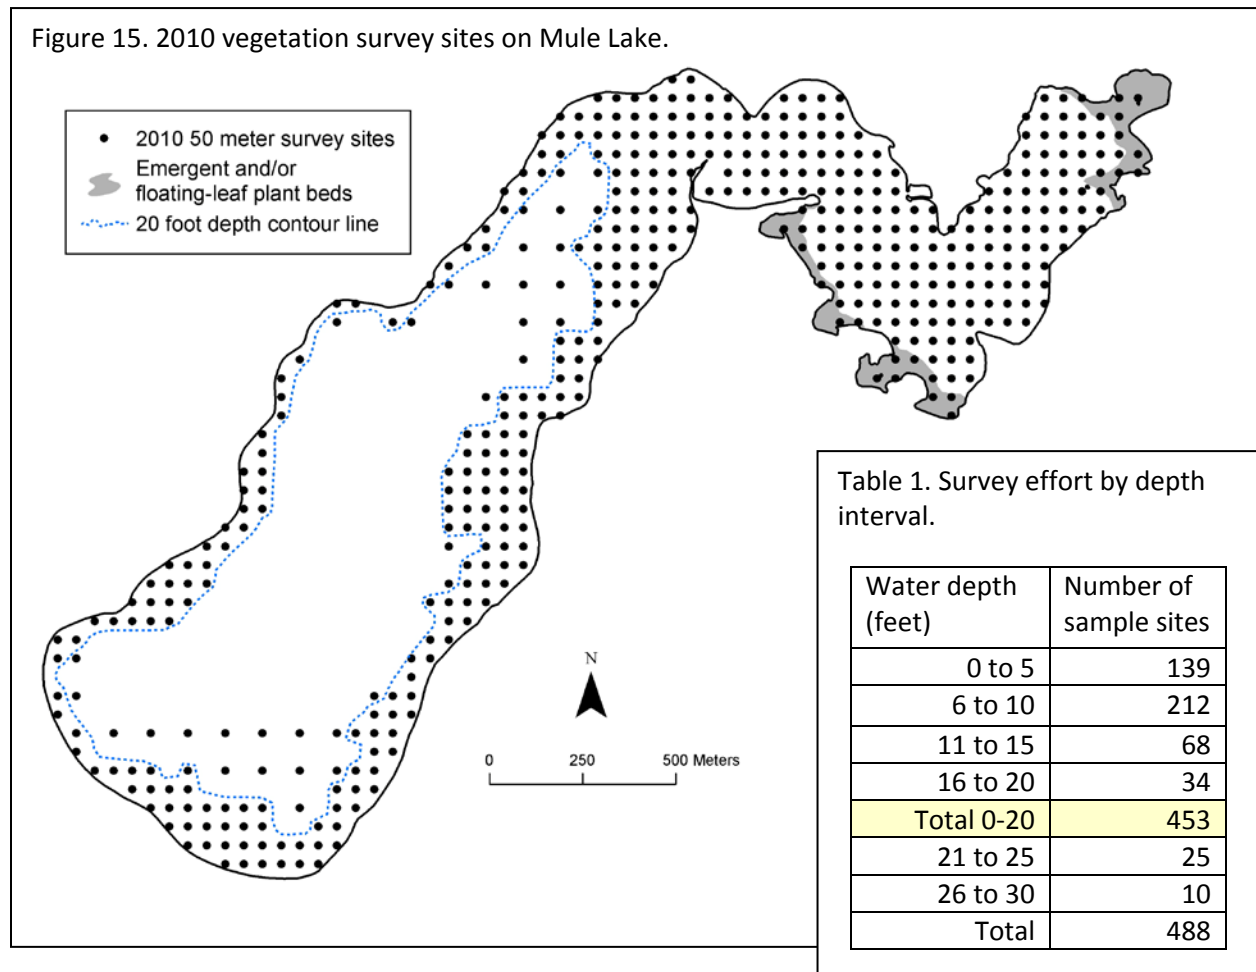 Figure 15. 2010 vegetation survey sites on Mule Lake.
2010 50 meter survey sites
Emergent and/or
floating-leaf plant beds
20 foot depth contour line
N
0 250 500 Meters
Table 1. Survey effort by depth
interval.
Water depth Number of
(feet) sample sites
0 to 5 139
6 to 10 212
11 to 15 68
16 to 20 34
Total 0-20 453
21 to 25 25
26 to 30 10
Total 488